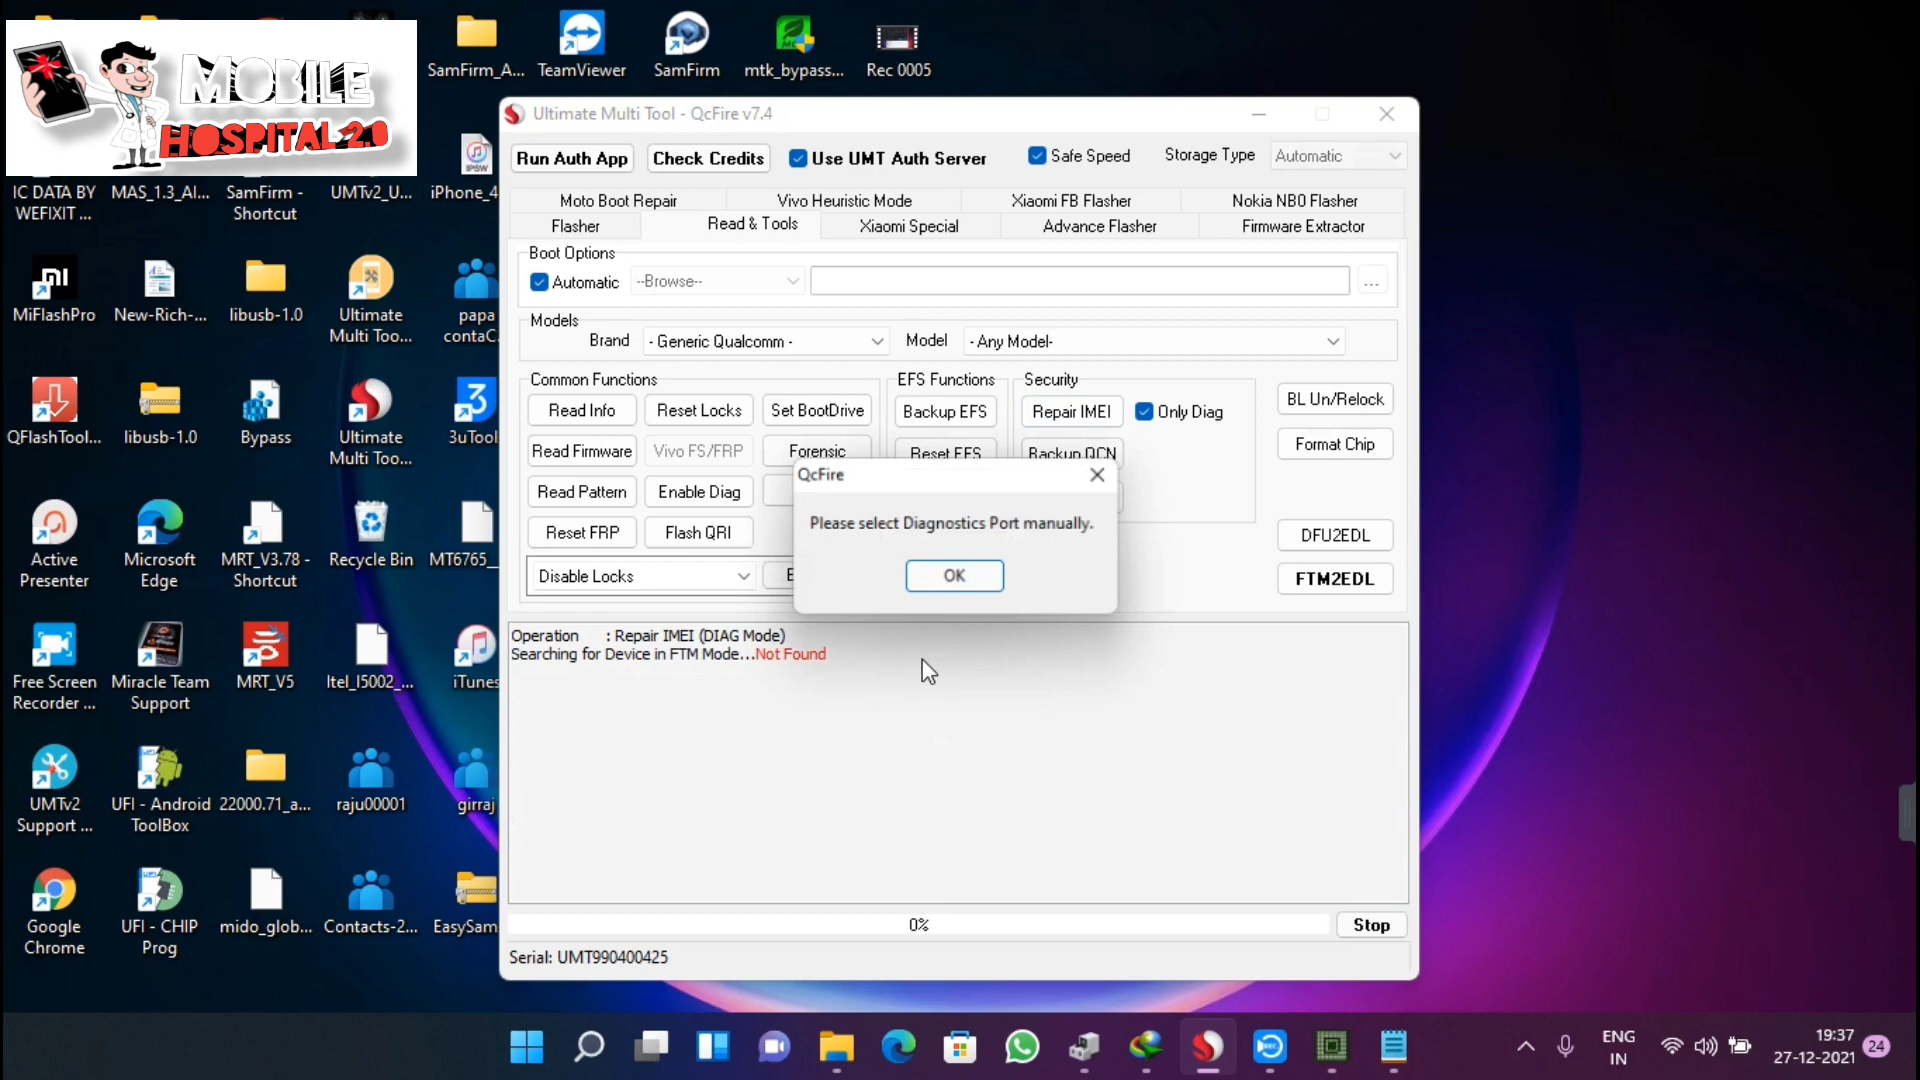 MOBILE
HOSPITAL 2.0
SamFirm_A...
TeamViewer
SamFirm
mtk_bypass...
Rec 0005
IC DATA BY
WEFIXIT ...
MAS_1.3_AI...
SamFirm -
Shortcut
UMTv2_U...
iPhone_4
MiFlashPro
New-Rich-...
libusb-1.0
Ultimate
Multi Too...
papa
contaC.
QFlashTool...
libusb-1.0
Bypass
Ultimate
Multi Too...
3uTool
Active
Presenter
Microsoft
Edge
MRT_V3.78 -
Shortcut
Recycle Bin
MT6765_
Free Screen
Recorder ...
Miracle Team
Support
MRT_V5
Itel_I5002_...
iTunes
UMTv2
Support ...
UFI - Android
ToolBox
22000.71_a...
raju00001
girraj
Google
Chrome
UFI - CHIP
Prog
mido_glob...
Contacts-2...
EasySam
Ultimate Multi Tool - QcFire v7.4
Run Auth App
Check Credits
Use UMT Auth Server
Safe Speed
Storage Type
Automatic
Moto Boot Repair
Vivo Heuristic Mode
Xiaomi FB Flasher
Nokia NB0 Flasher
Flasher
Read & Tools
Xiaomi Special
Advance Flasher
Firmware Extractor
Boot Options
Automatic
--Browse--
...
Models
Brand
- Generic Qualcomm -
Model
- Any Model-
Common Functions
EFS Functions
Security
Read Info
Reset Locks
Set BootDrive
Backup EFS
Repair IMEI
Only Diag
BL Un/Relock
Read Firmware
Vivo FS/FRP
Forensic
Reset EFS
Backup QCN
Format Chip
Read Pattern
Enable Diag
Reset FRP
Flash QRI
DFU2EDL
Disable Locks
E
FTM2EDL
QcFire
Please select Diagnostics Port manually.
OK
Operation : Repair IMEI (DIAG Mode)
Searching for Device in FTM Mode...Not Found
0%
Stop
Serial: UMT990400425
ENG
IN
19:37
27-12-2021
24